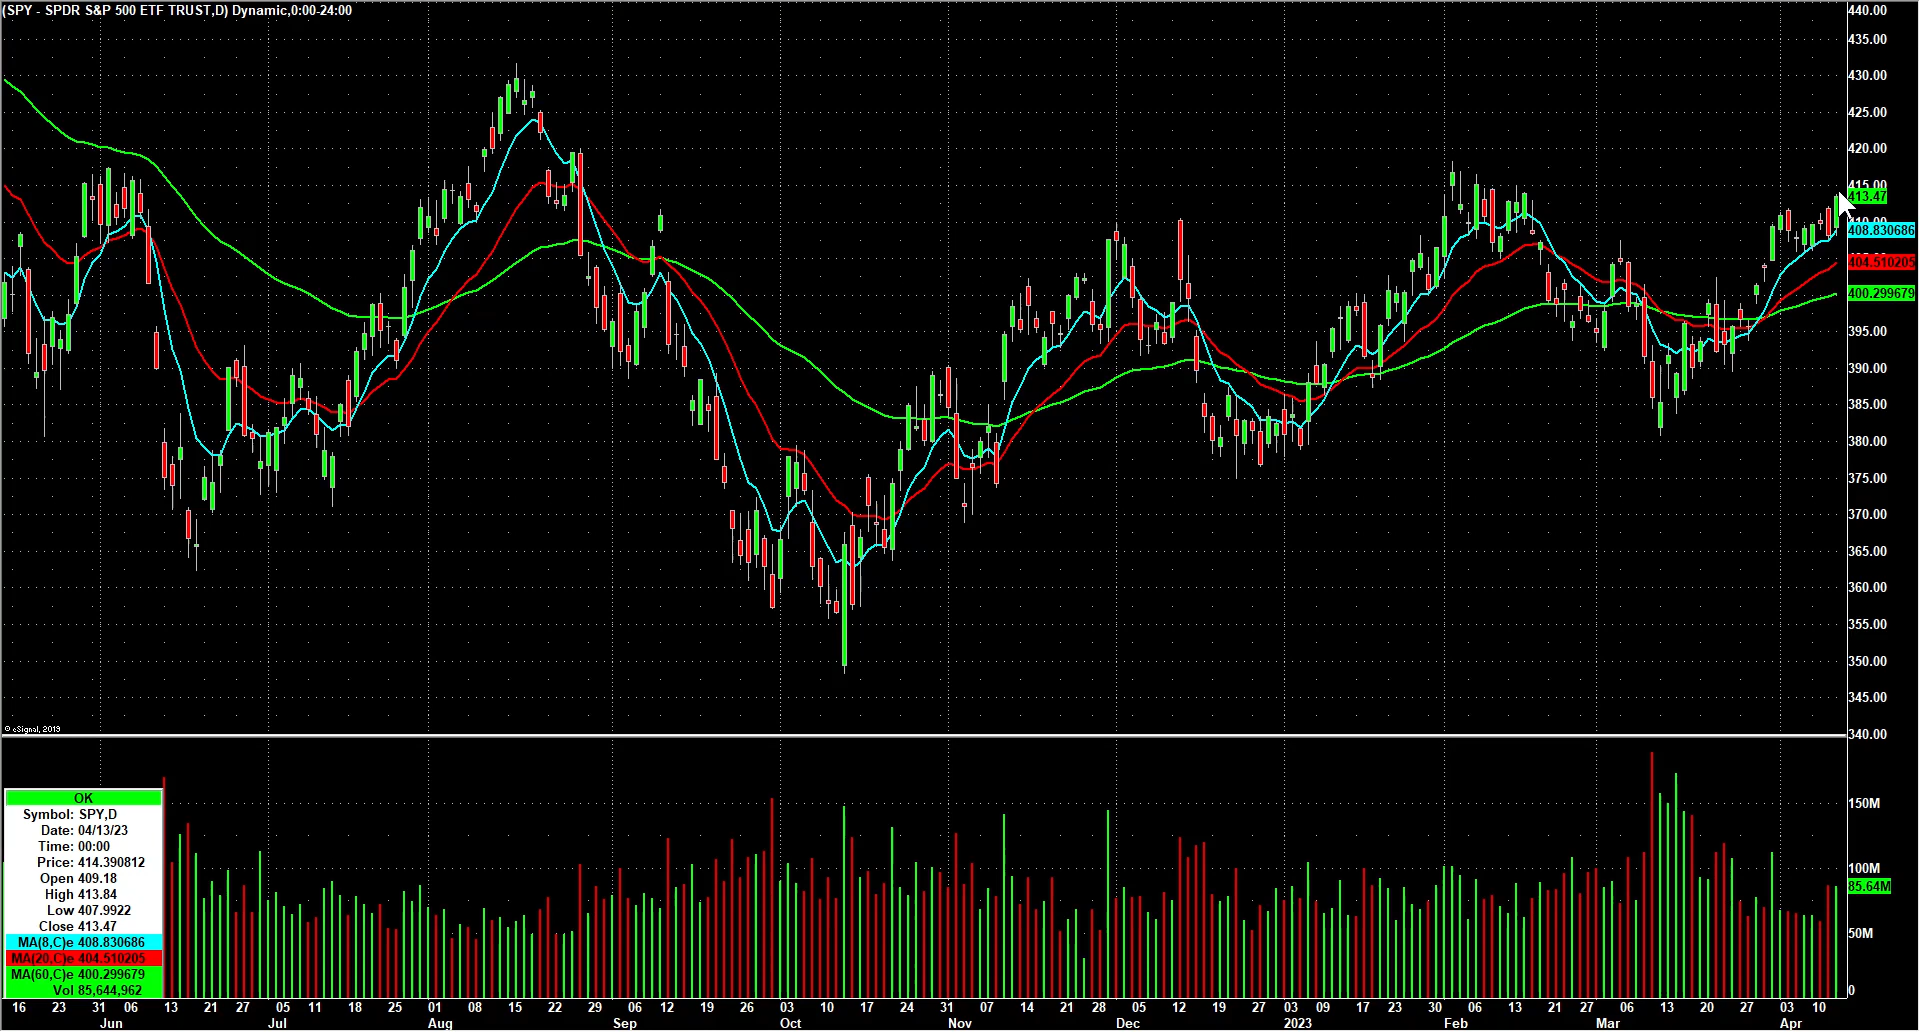 (SPY - SPDR S&P 500 ETF TRUST,D) Dynamic,0:00-24:00
440.00
435.00
430.00
425.00
420.00
415.00
413.47
410.00
408.830686
404.510205
400.299679
395.00
390.00
385.00
380.00
375.00
370.00
365.00
360.00
355.00
350.00
345.00
340.00
© eSignal, 2019
150M
100M
85.64M
50M
0
OK
Symbol: SPY,D
Date: 04/13/23
Time: 00:00
Price: 414.390812
Open 409.18
High 413.84
Low 407.9922
Close 413.47
MA(8,C)e 408.830686
MA(20,C)e 404.510205
MA(60,C)e 400.299679
Vol 85,644,962
16 23 31 06 13 21 27 05 11 18 25 01 08 15 22 29 06 12 19 26 03 10 17 24 31 07 14 21 28 05 12 19 27 03 09 17 23 30 06 13 21 27 06 13 20 27 03 10
Jun Jul Aug Sep Oct Nov Dec 2023 Feb Mar Apr